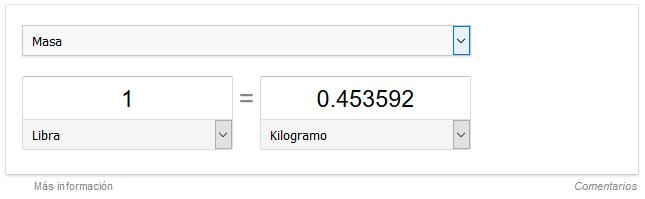 Masa
1 = 0.453592
Libra Kilogramo
Más información Comentarios